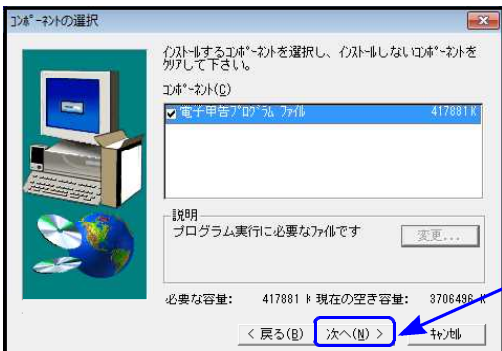 コンポーネントの選択
インストールするコンポーネントを選択し、インストールしないコンポーネントを
クリアして下さい。
コンポーネント(C)
電子申告プログラム ファイル 417881 K
説明
プログラム実行に必要なファイルです
変更...
必要な容量: 417881 K 現在の空き容量: 3706496 K
< 戻る(B) 次へ(N) > キャンセル